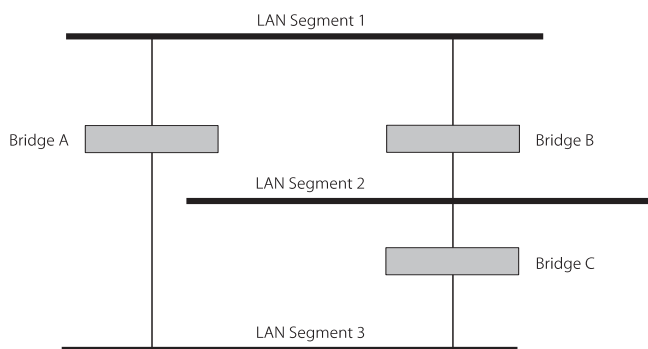 LAN Segment 1
Bridge A
Bridge B
LAN Segment 2
Bridge C
LAN Segment 3